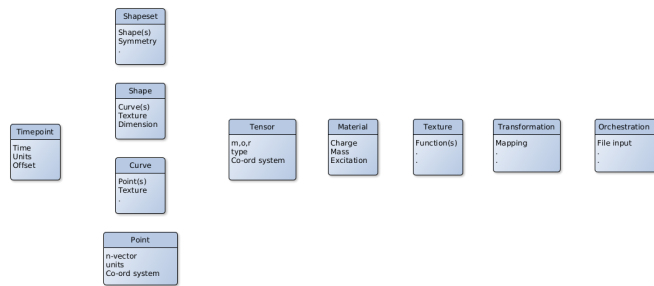 Shapeset
Shape(s)
Symmetry
.
Shape
Curve(s)
Texture
Dimension
Timepoint
Time
Units
Offset
Curve
Point(s)
Texture
.
Point
n-vector
units
Co-ord system
Tensor
m,o,r
type
Co-ord system
Material
Charge
Mass
Excitation
Texture
Function(s)
.
.
Transformation
Mapping
.
.
Orchestration
File input
.
.